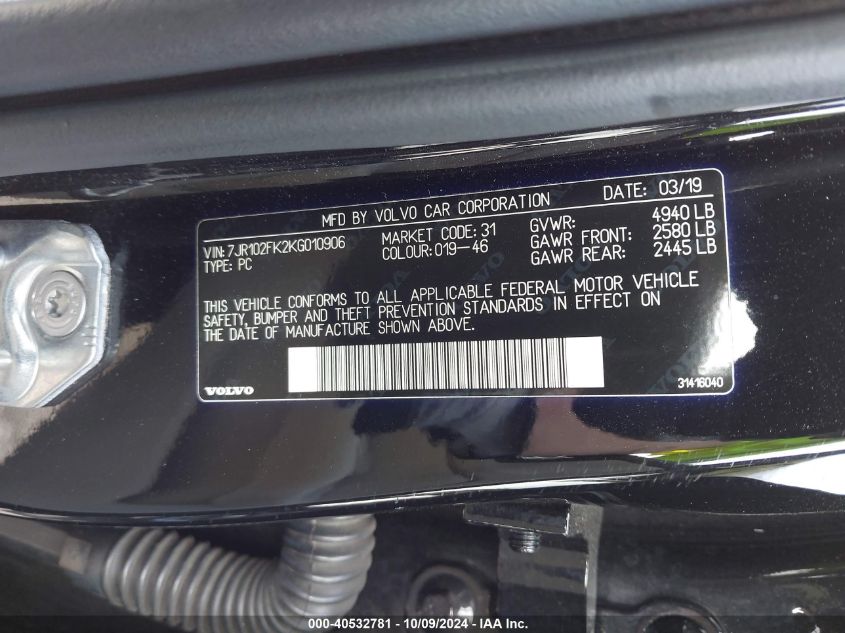 MFD BY VOLVO CAR CORPORATION DATE: 03/19
VIN: 7JR102FK2KG010906 MARKET CODE: 31 GVWR: 4940 LB
TYPE: PC COLOUR: 019-46 GAWR FRONT: 2580 LB
GAWR REAR: 2445 LB
THIS VEHICLE CONFORMS TO ALL APPLICABLE FEDERAL MOTOR VEHICLE
SAFETY, BUMPER AND THEFT PREVENTION STANDARDS IN EFFECT ON
THE DATE OF MANUFACTURE SHOWN ABOVE.
VOLVO 31416040
000-40532781 - 10/09/2024 - IAA Inc.